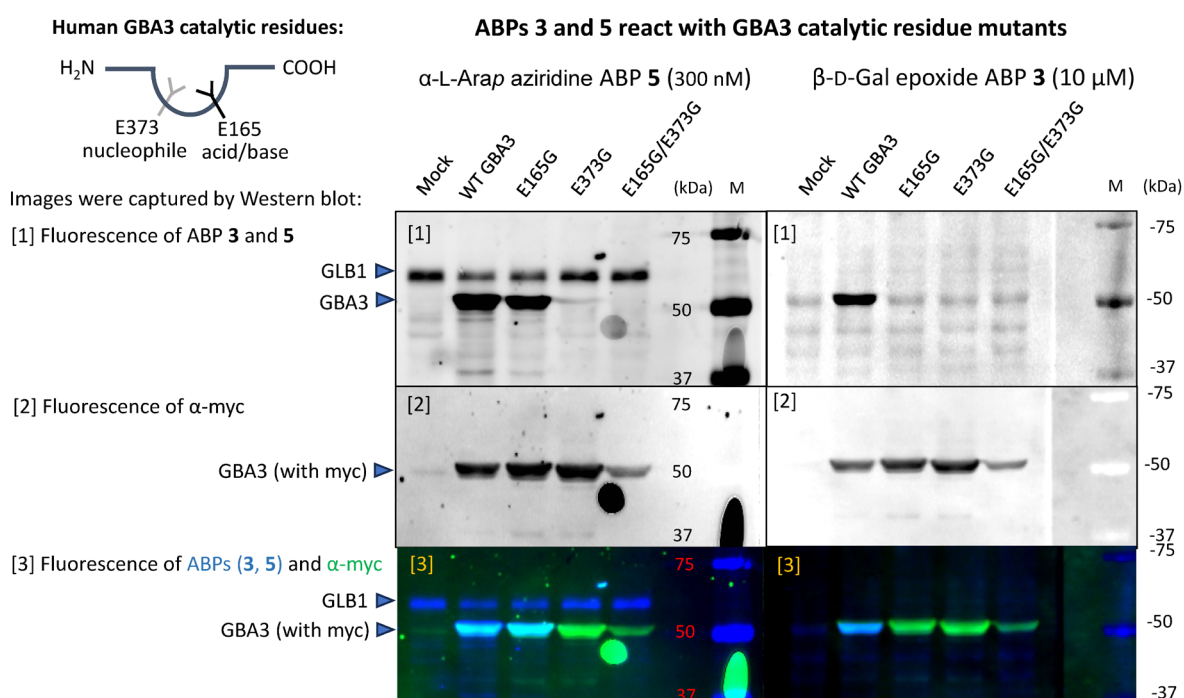 Human GBA3 catalytic residues:
H2N
COOH
E373
nucleophile
E165
acid/base
Images were captured by Western blot:
[1] Fluorescence of ABP 3 and 5
GLB1
GBA3
[2] Fluorescence of α-myc
GBA3 (with myc)
[3] Fluorescence of ABPs (3, 5) and α-myc
GLB1
GBA3 (with myc)
ABPs 3 and 5 react with GBA3 catalytic residue mutants
α-L-Arap aziridine ABP 5 (300 nM)
Mock
WT GBA3
E165G
E373G
E165G/E373G
(kDa)
M
[1]
75
50
37
[2]
75
50
37
[3]
75
50
37
β-D-Gal epoxide ABP 3 (10 μM)
Mock
WT GBA3
E165G
E373G
E165G/E373G
M
(kDa)
[1]
-75
-50
-37
[2]
-75
-50
-37
[3]
-75
-50
-37